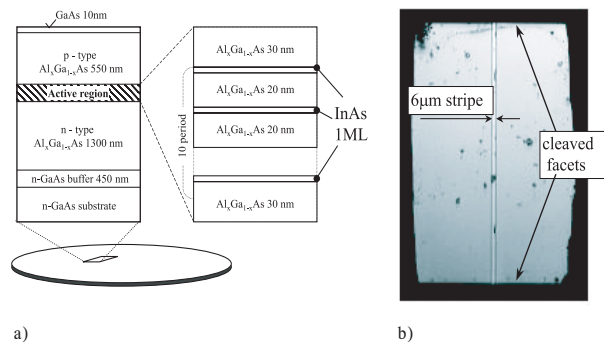 GaAs 10nm
p - type
AlxGa1-xAs 550 nm
Active region
n - type
AlxGa1-xAs 1300 nm
n-GaAs buffer 450 nm
n-GaAs substrate
AlxGa1-xAs 30 nm
AlxGa1-xAs 20 nm
AlxGa1-xAs 20 nm
AlxGa1-xAs 30 nm
10 period
InAs
1ML
6μm stripe
cleaved
facets
a)
b)